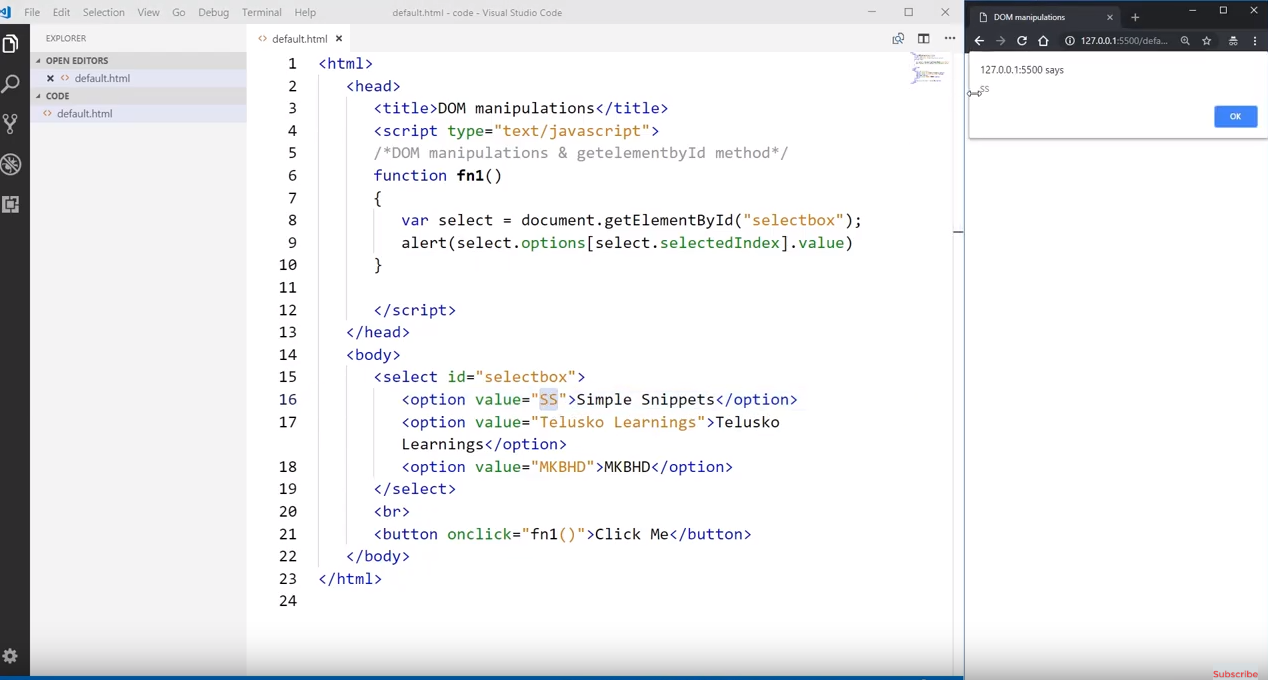 File Edit Selection View Go Debug Terminal Help
default.html - code - Visual Studio Code
EXPLORER
OPEN EDITORS
default.html
CODE
default.html
default.html
1 <html>
2 <head>
3 <title>DOM manipulations</title>
4 <script type="text/javascript">
5 /*DOM manipulations & getelementbyId method*/
6 function fn1()
7 {
8 var select = document.getElementById("selectbox");
9 alert(select.options[select.selectedIndex].value)
10 }
11
12 </script>
13 </head>
14 <body>
15 <select id="selectbox">
16 <option value="SS">Simple Snippets</option>
17 <option value="Telusko Learnings">Telusko
Learnings</option>
18 <option value="MKBHD">MKBHD</option>
19 </select>
20 <br>
21 <button onclick="fn1()">Click Me</button>
22 </body>
23 </html>
24
DOM manipulations
127.0.0.1:5500/defa...
127.0.0.1:5500 says
SS
OK
Subscribe